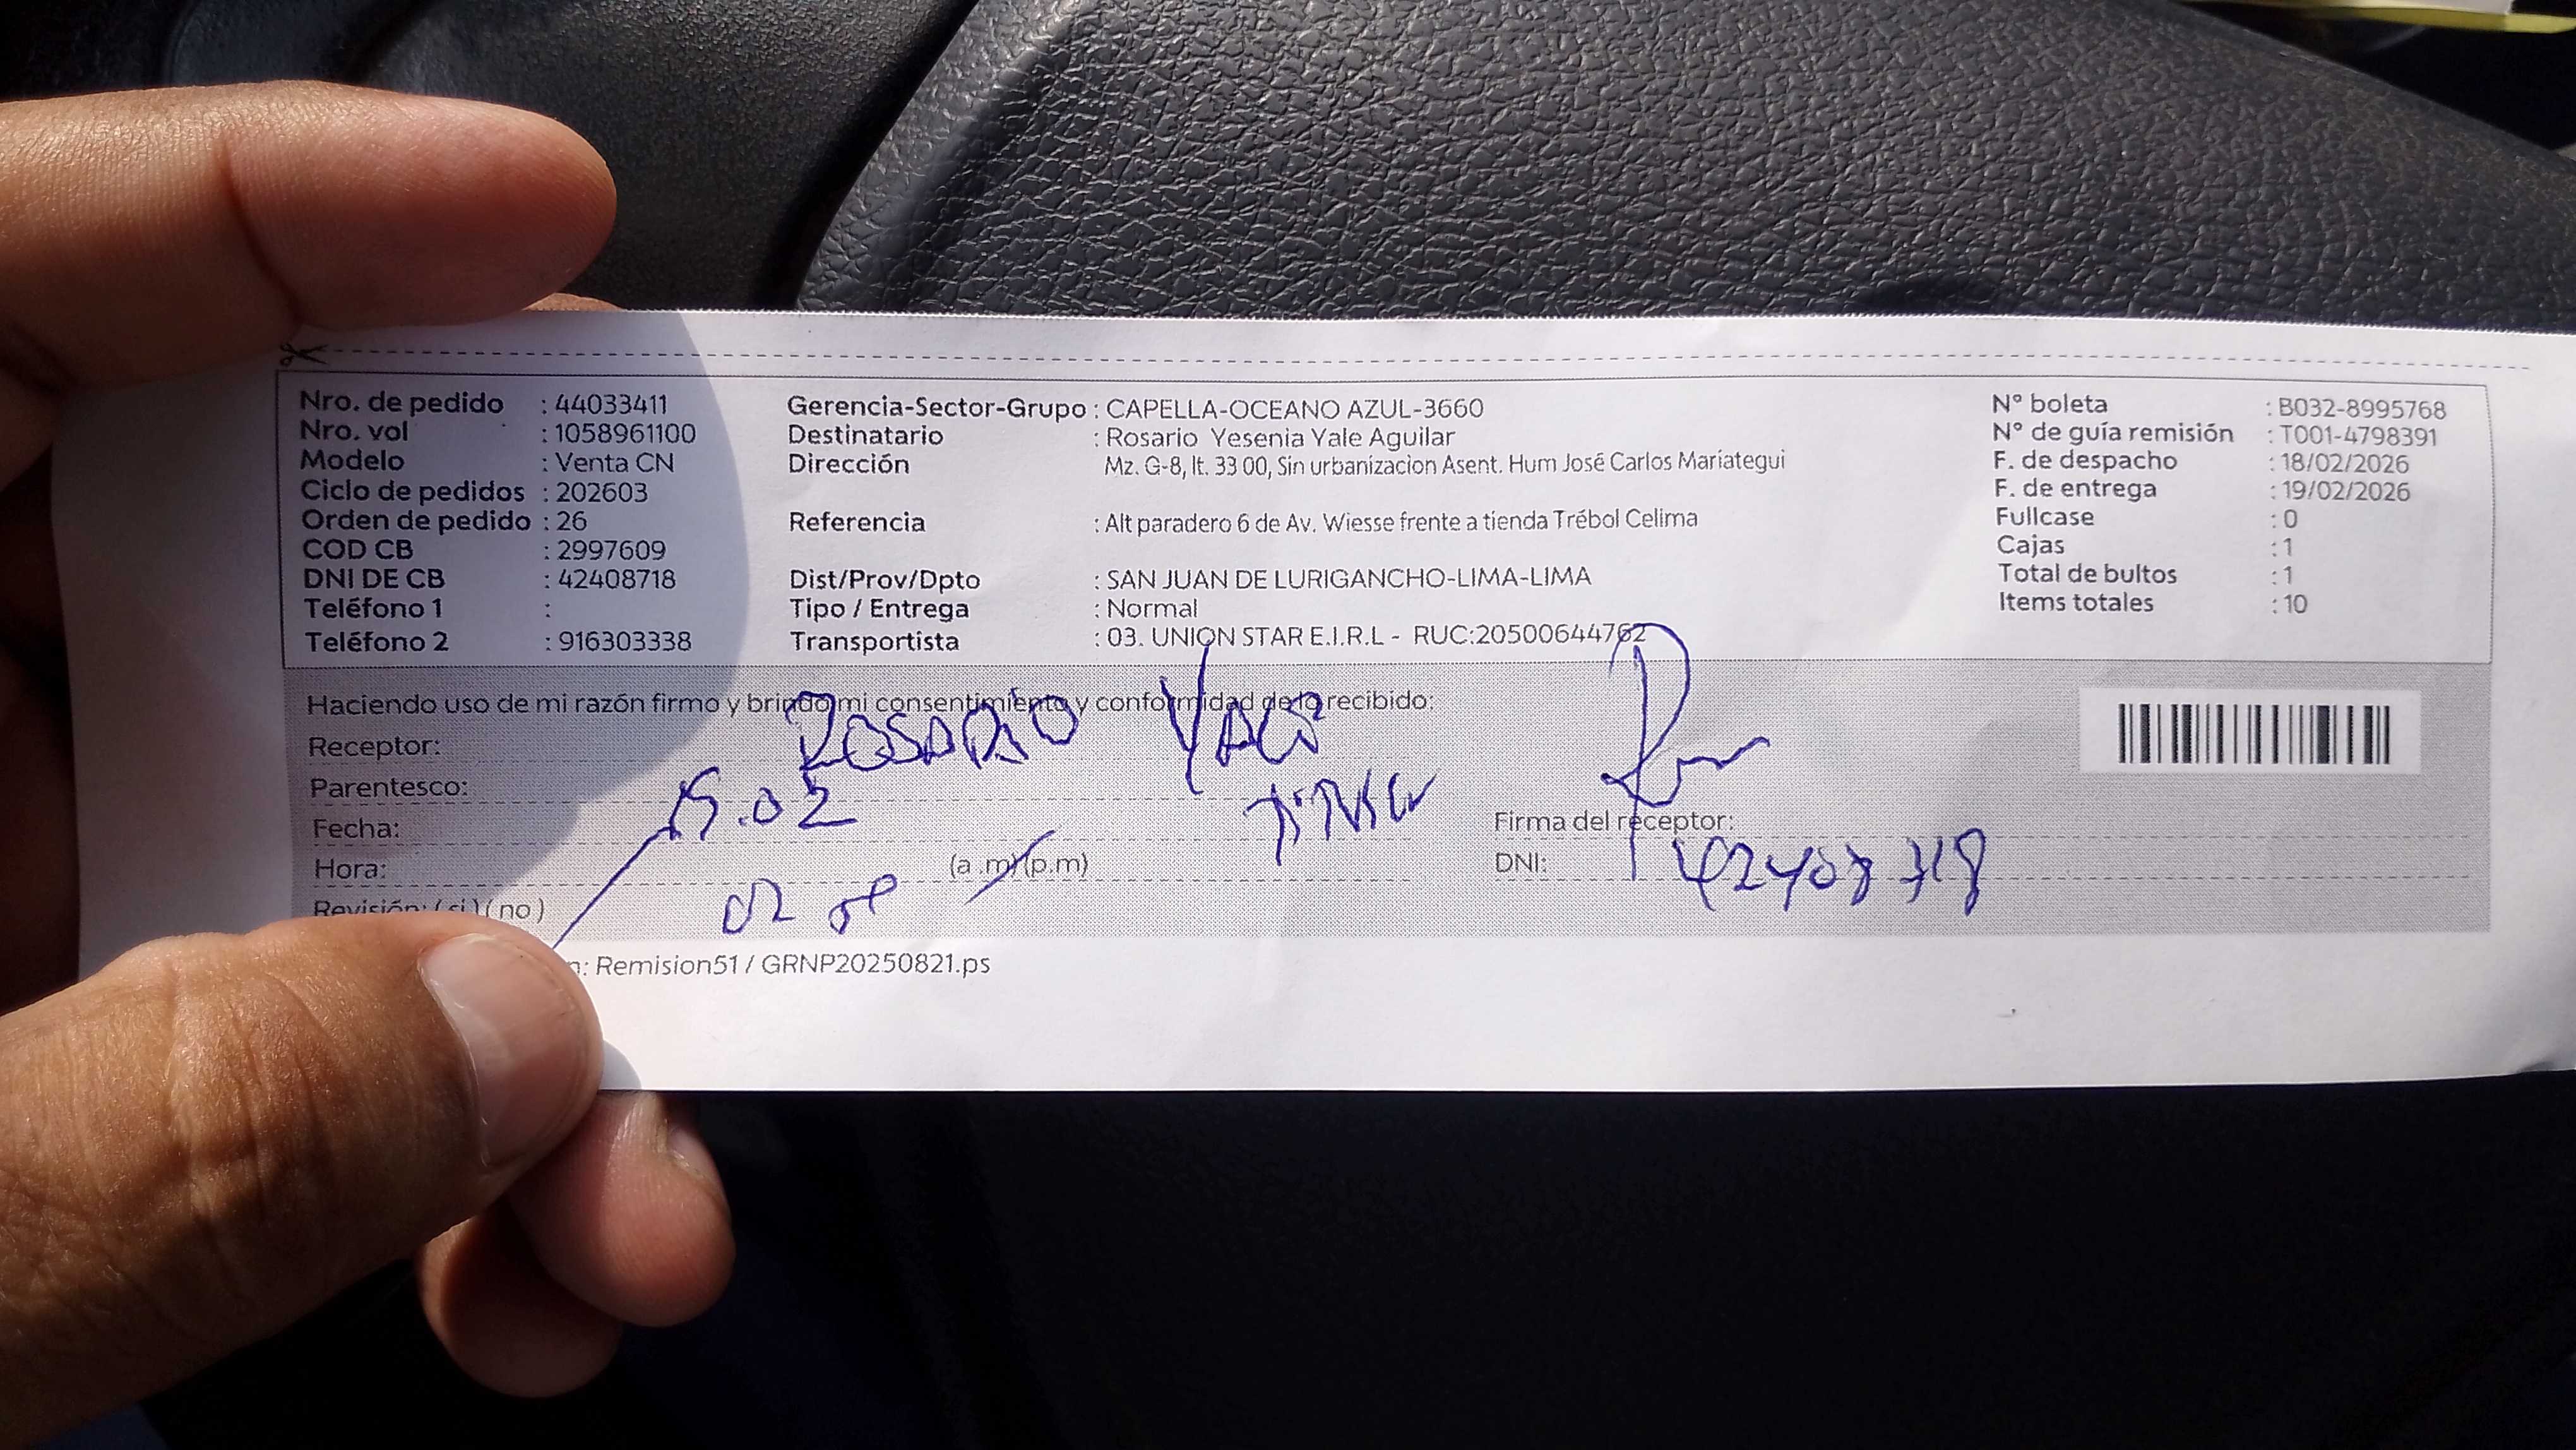 Nro. de pedido : 44033411
Nro. vol : 1058961100
Modelo : Venta CN
Ciclo de pedidos : 202603
Orden de pedido : 26
COD CB : 2997609
DNI DE CB : 42408718
Teléfono 1 :
Teléfono 2 : 916303338
Gerencia-Sector-Grupo : CAPELLA-OCEANO AZUL-3660
Destinatario : Rosario Yesenia Yale Aguilar
Dirección Mz. G-8, lt. 33 00, Sin urbanizacion Asent. Hum José Carlos Mariategui
Referencia : Alt paradero 6 de Av. Wiesse frente a tienda Trébol Celima
Dist/Prov/Dpto : SAN JUAN DE LURIGANCHO-LIMA-LIMA
Tipo / Entrega : Normal
Transportista : 03. UNION STAR E.I.R.L - RUC:20500644762
N° boleta : B032-8995768
N° de guía remisión : T001-4798391
F. de despacho : 18/02/2026
F. de entrega : 19/02/2026
Fullcase : 0
Cajas : 1
Total de bultos : 1
Items totales : 10
Haciendo uso de mi razón firmo y brindo mi consentimiento y conformidad de lo recibido:
Receptor: ROSARIO YALE
Parentesco:
Fecha: 19.02
Hora: (a.m)(p.m)
Revisión: (si) (no)
Firma del receptor:
DNI: 42408718
n: Remision51 / GRNP20250821.ps